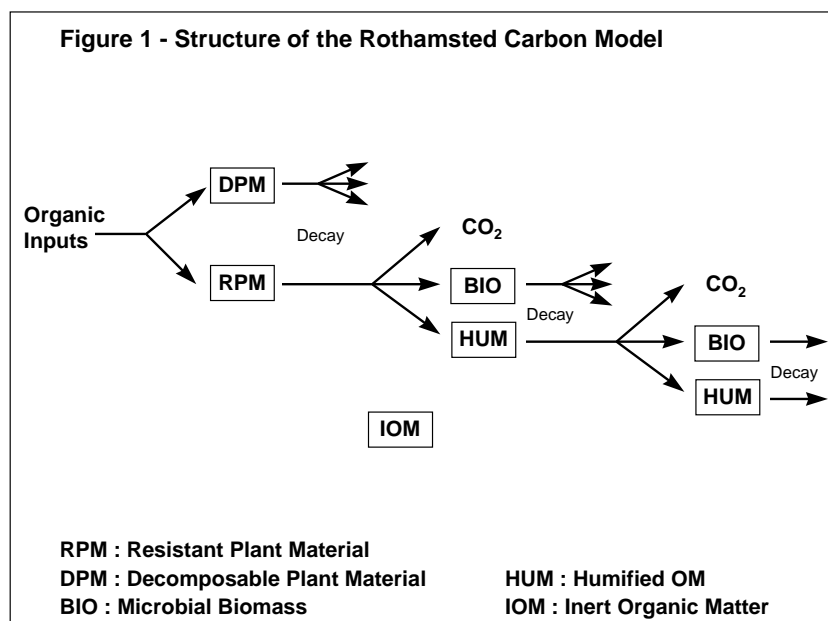 Figure 1 - Structure of the Rothamsted Carbon Model
DPM
Organic
Inputs
Decay
CO₂
RPM
BIO
CO₂
Decay
HUM
BIO
Decay
HUM
IOM
RPM : Resistant Plant Material
DPM : Decomposable Plant Material
HUM : Humified OM
BIO : Microbial Biomass
IOM : Inert Organic Matter